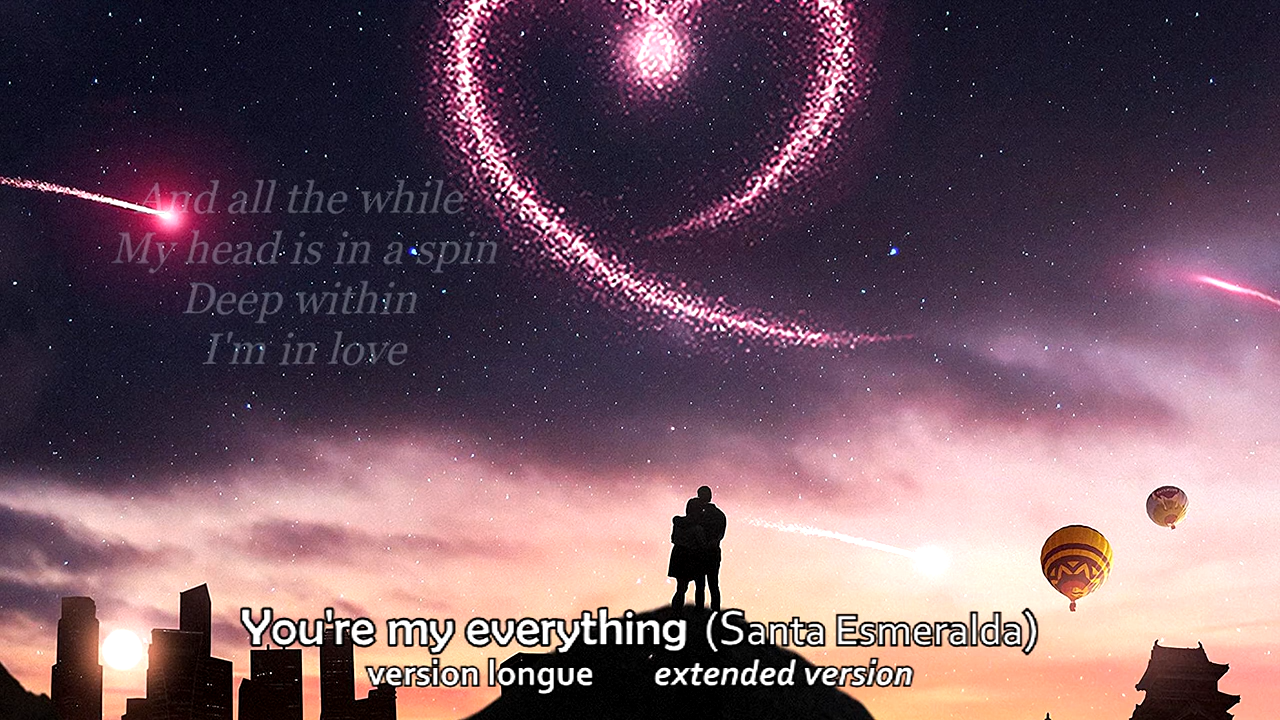 And all the while
My head is in a spin
Deep within
I'm in love
You're my everything (Santa Esmeralda)
version longue extended version